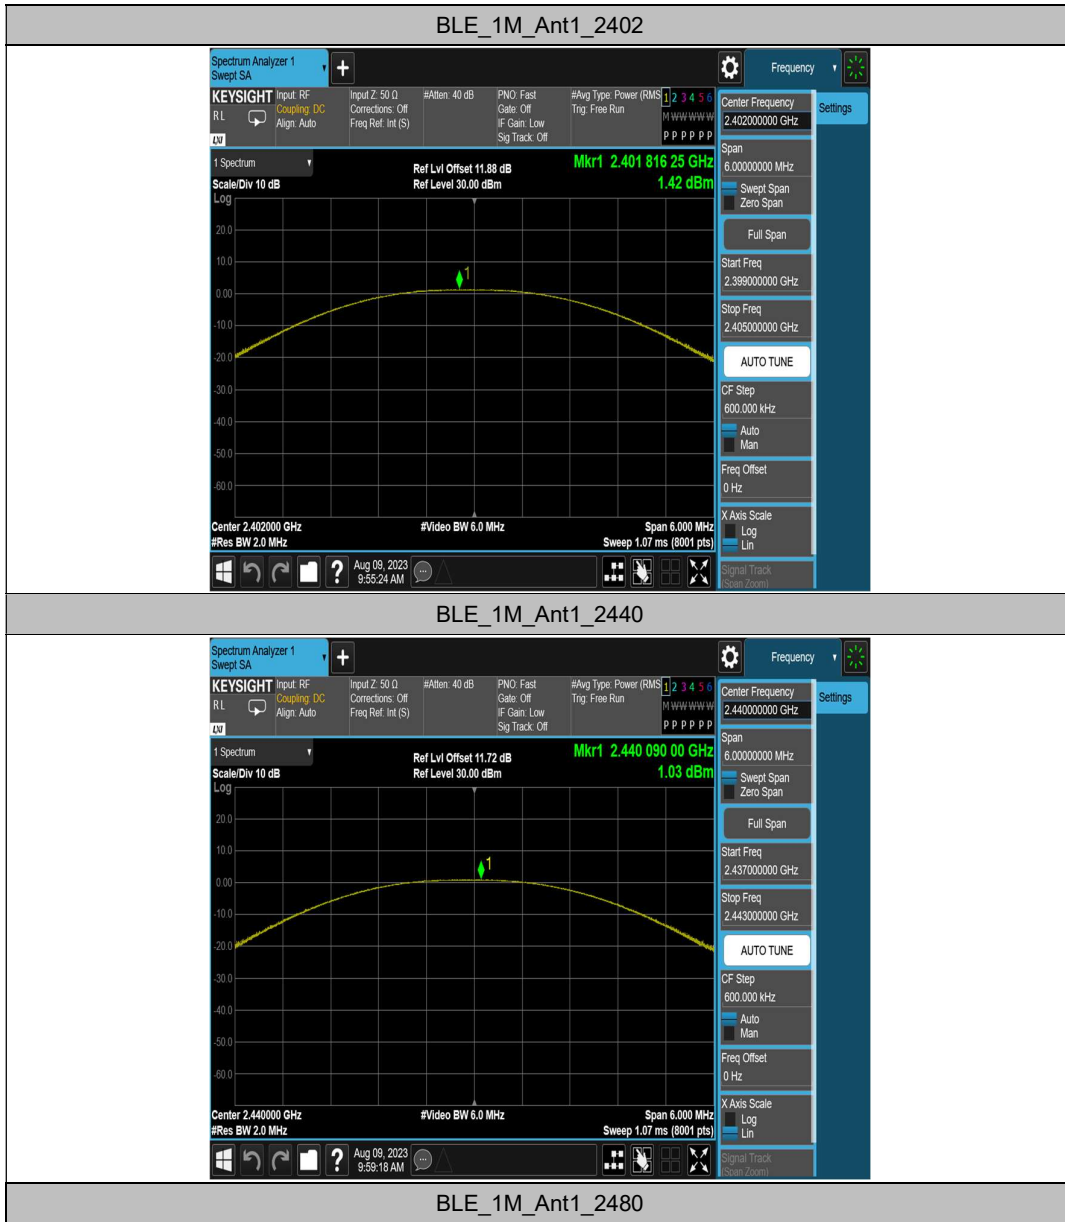 BLE_1M_Ant1_2402
Spectrum Analyzer 1
Swept SA
Frequency
KEYSIGHT
RL
LXI
Input: RF
Coupling: DC
Align: Auto
Input Z: 50 Ω
Corrections: Off
Freq Ref: Int (S)
#Atten: 40 dB
PNO: Fast
Gate: Off
IF Gain: Low
Sig Track: Off
#Avg Type: Power (RMS
Trig: Free Run
1 2 3 4 5 6
M W W W W W
P P P P P P
1 Spectrum
Scale/Div 10 dB
Log
Ref Lvl Offset 11.88 dB
Ref Level 30.00 dBm
Mkr1 2.401 816 25 GHz
1.42 dBm
20.0
10.0
0.00
-10.0
-20.0
-30.0
-40.0
-50.0
-60.0
1
Center 2.402000 GHz
#Res BW 2.0 MHz
#Video BW 6.0 MHz
Span 6.000 MHz
Sweep 1.07 ms (8001 pts)
Aug 09, 2023
9:55:24 AM
Center Frequency
2.402000000 GHz
Settings
Span
6.00000000 MHz
Swept Span
Zero Span
Full Span
Start Freq
2.399000000 GHz
Stop Freq
2.405000000 GHz
AUTO TUNE
CF Step
600.000 kHz
Auto
Man
Freq Offset
0 Hz
X Axis Scale
Log
Lin
Signal Track
(Span Zoom)
BLE_1M_Ant1_2440
Spectrum Analyzer 1
Swept SA
Frequency
KEYSIGHT
RL
LXI
Input: RF
Coupling: DC
Align: Auto
Input Z: 50 Ω
Corrections: Off
Freq Ref: Int (S)
#Atten: 40 dB
PNO: Fast
Gate: Off
IF Gain: Low
Sig Track: Off
#Avg Type: Power (RMS
Trig: Free Run
1 2 3 4 5 6
M W W W W W
P P P P P P
1 Spectrum
Scale/Div 10 dB
Log
Ref Lvl Offset 11.72 dB
Ref Level 30.00 dBm
Mkr1 2.440 090 00 GHz
1.03 dBm
20.0
10.0
0.00
-10.0
-20.0
-30.0
-40.0
-50.0
-60.0
1
Center 2.440000 GHz
#Res BW 2.0 MHz
#Video BW 6.0 MHz
Span 6.000 MHz
Sweep 1.07 ms (8001 pts)
Aug 09, 2023
9:59:18 AM
Center Frequency
2.440000000 GHz
Settings
Span
6.00000000 MHz
Swept Span
Zero Span
Full Span
Start Freq
2.437000000 GHz
Stop Freq
2.443000000 GHz
AUTO TUNE
CF Step
600.000 kHz
Auto
Man
Freq Offset
0 Hz
X Axis Scale
Log
Lin
Signal Track
(Span Zoom)
BLE_1M_Ant1_2480